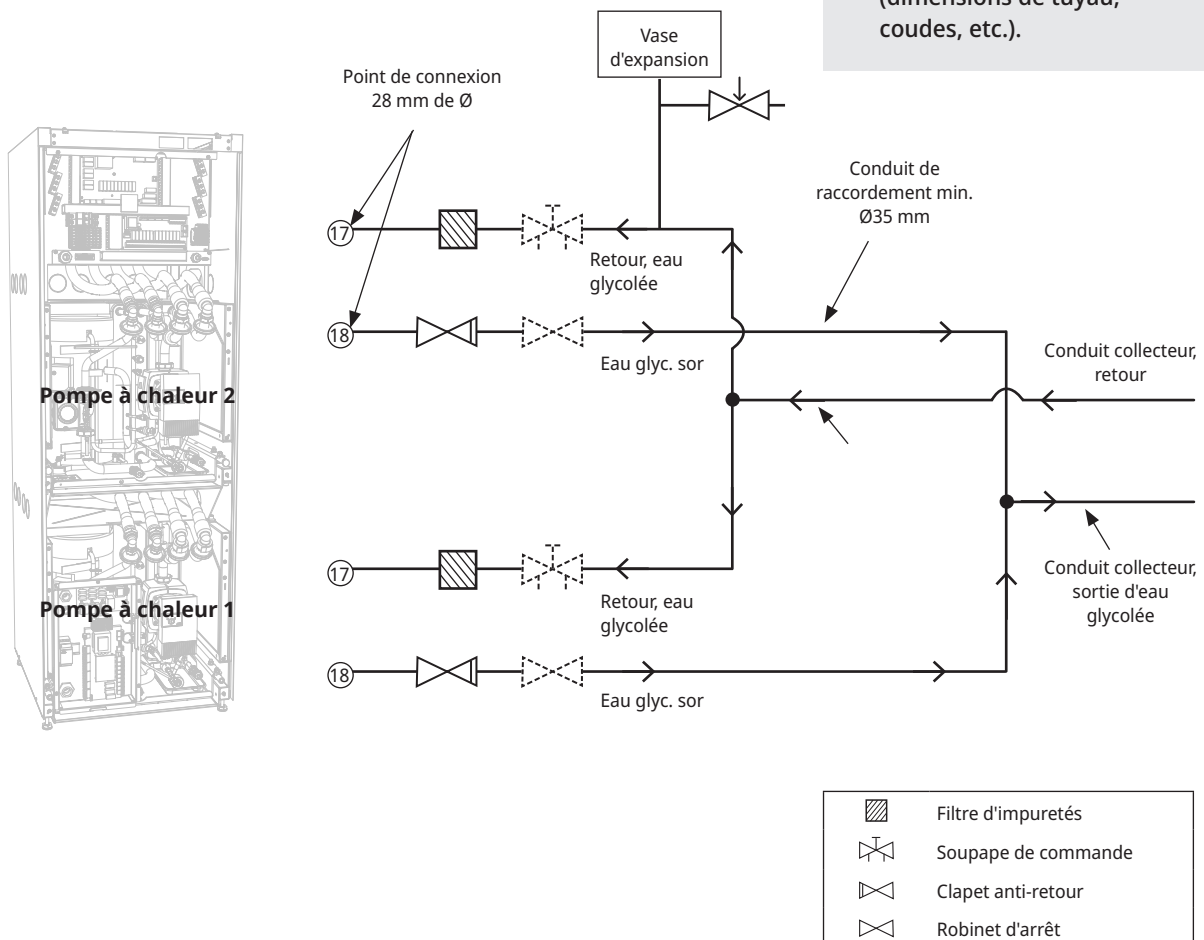 (dimensions de tuyau,
coudes, etc.).
Vase
d'expansion
Point de connexion
28 mm de Ø
Conduit de
raccordement min.
Ø35 mm
17
Retour, eau
glycolée
18
Eau glyc. sor
Conduit collecteur,
retour
Pompe à chaleur 2
17
Retour, eau
glycolée
Conduit collecteur,
sortie d'eau
glycolée
Pompe à chaleur 1
18
Eau glyc. sor
Filtre d'impuretés
Soupape de commande
Clapet anti-retour
Robinet d'arrêt